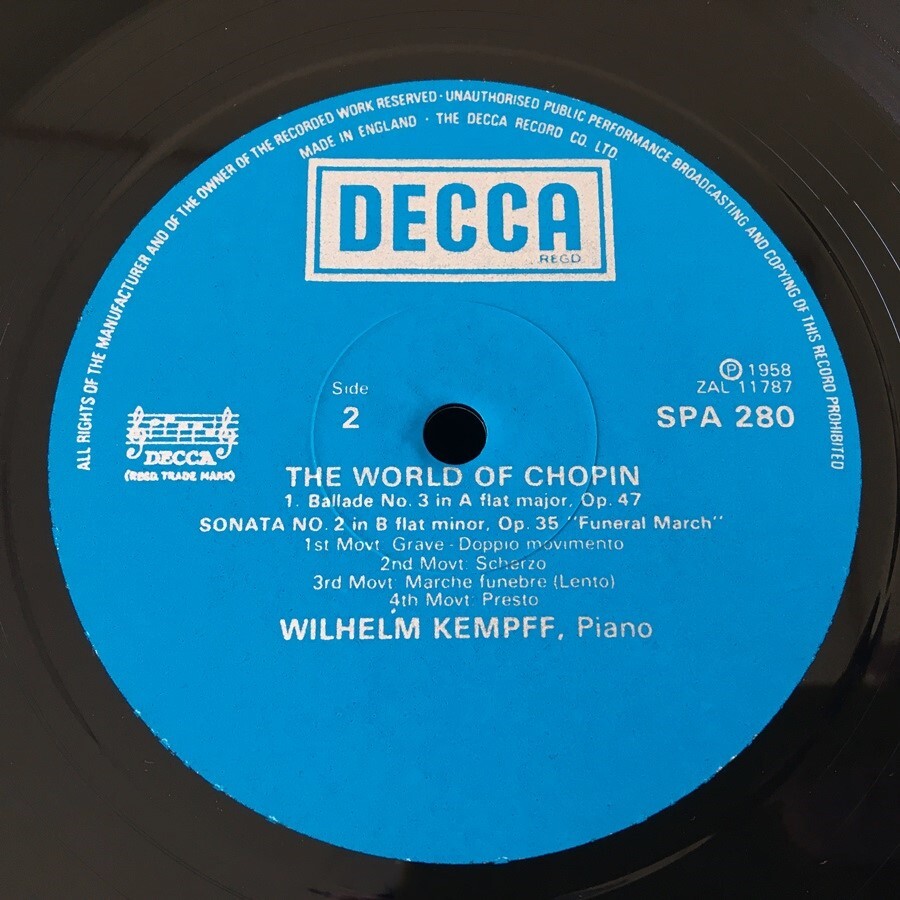 ALL RIGHTS OF THE MANUFACTURER AND OF THE OWNER OF THE RECORDED WORK RESERVED · UNAUTHORISED PUBLIC PERFORMANCE BROADCASTING AND COPYING OF THIS RECORD PROHIBITED
MADE IN ENGLAND · THE DECCA RECORD CO. LTD.
DECCA
REGD.
Side
2
℗ 1958
ZAL 11787
SPA 280
DECCA
(REGD. TRADE MARK)
THE WORLD OF CHOPIN
1. Ballade No. 3 in A flat major, Op. 47
SONATA NO. 2 in B flat minor, Op. 35 "Funeral March"
1st Movt: Grave - Doppio movimento
2nd Movt: Scherzo
3rd Movt: Marche funebre (Lento)
4th Movt: Presto
WILHELM KEMPFF, Piano